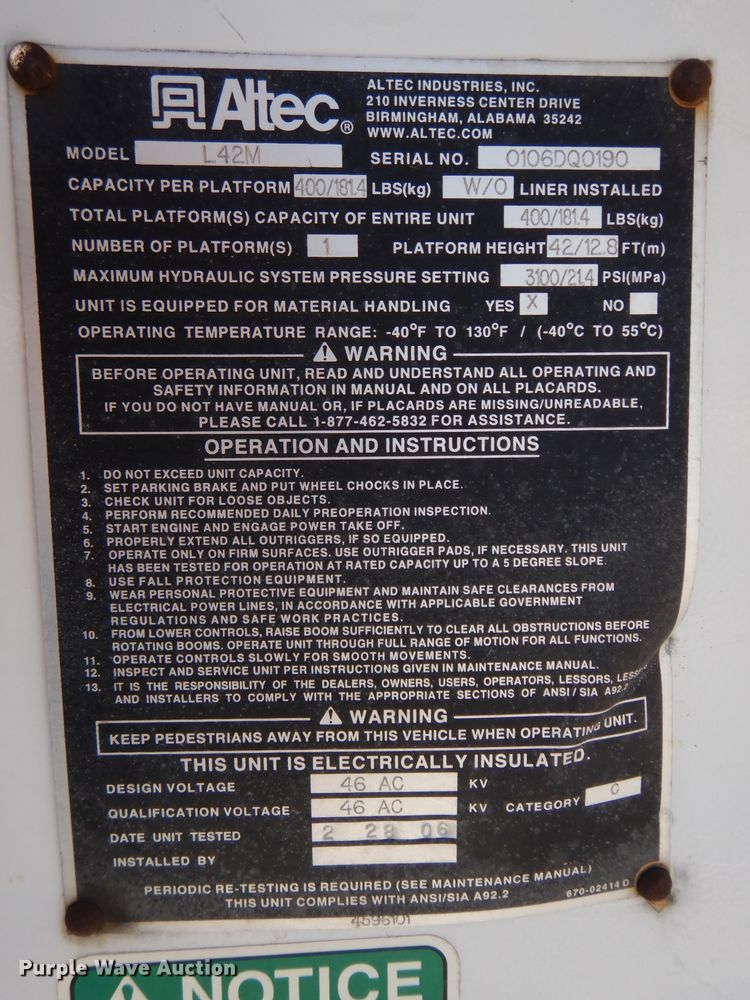 Altec®
ALTEC INDUSTRIES, INC.
210 INVERNESS CENTER DRIVE
BIRMINGHAM, ALABAMA 35242
WWW.ALTEC.COM
MODEL L42M SERIAL NO. 0106DQ0190
CAPACITY PER PLATFORM 400/181.4 LBS(kg) W/O LINER INSTALLED
TOTAL PLATFORM(S) CAPACITY OF ENTIRE UNIT 400/181.4 LBS(kg)
NUMBER OF PLATFORM(S) 1 PLATFORM HEIGHT 42/12.8 FT(m)
MAXIMUM HYDRAULIC SYSTEM PRESSURE SETTING 3100/21.4 PSI(MPa)
UNIT IS EQUIPPED FOR MATERIAL HANDLING YES X NO
OPERATING TEMPERATURE RANGE: -40°F TO 130°F / (-40°C TO 55°C)
WARNING
BEFORE OPERATING UNIT, READ AND UNDERSTAND ALL OPERATING AND
SAFETY INFORMATION IN MANUAL AND ON ALL PLACARDS.
IF YOU DO NOT HAVE MANUAL OR, IF PLACARDS ARE MISSING/UNREADABLE,
PLEASE CALL 1-877-462-5832 FOR ASSISTANCE.
OPERATION AND INSTRUCTIONS
1. DO NOT EXCEED UNIT CAPACITY.
2. SET PARKING BRAKE AND PUT WHEEL CHOCKS IN PLACE.
3. CHECK UNIT FOR LOOSE OBJECTS.
4. PERFORM RECOMMENDED DAILY PREOPERATION INSPECTION.
5. START ENGINE AND ENGAGE POWER TAKE OFF.
6. PROPERLY EXTEND ALL OUTRIGGERS, IF SO EQUIPPED.
7. OPERATE ONLY ON FIRM SURFACES. USE OUTRIGGER PADS, IF NECESSARY. THIS UNIT
HAS BEEN TESTED FOR OPERATION AT RATED CAPACITY UP TO A 5 DEGREE SLOPE.
8. USE FALL PROTECTION EQUIPMENT.
9. WEAR PERSONAL PROTECTIVE EQUIPMENT AND MAINTAIN SAFE CLEARANCES FROM
ELECTRICAL POWER LINES, IN ACCORDANCE WITH APPLICABLE GOVERNMENT
REGULATIONS AND SAFE WORK PRACTICES.
10. FROM LOWER CONTROLS, RAISE BOOM SUFFICIENTLY TO CLEAR ALL OBSTRUCTIONS BEFORE
ROTATING BOOMS. OPERATE UNIT THROUGH FULL RANGE OF MOTION FOR ALL FUNCTIONS.
11. OPERATE CONTROLS SLOWLY FOR SMOOTH MOVEMENTS.
12. INSPECT AND SERVICE UNIT PER INSTRUCTIONS GIVEN IN MAINTENANCE MANUAL.
13. IT IS THE RESPONSIBILITY OF THE DEALERS, OWNERS, USERS, OPERATORS, LESSORS,
AND INSTALLERS TO COMPLY WITH THE APPROPRIATE SECTIONS OF ANSI / SIA A92.2
WARNING
KEEP PEDESTRIANS AWAY FROM THIS VEHICLE WHEN OPERATING UNIT.
THIS UNIT IS ELECTRICALLY INSULATED.
DESIGN VOLTAGE 46 AC KV
QUALIFICATION VOLTAGE 46 AC KV CATEGORY C
DATE UNIT TESTED 2 28 06
INSTALLED BY
PERIODIC RE-TESTING IS REQUIRED (SEE MAINTENANCE MANUAL)
THIS UNIT COMPLIES WITH ANSI/SIA A92.2 670-02414 D
4596101
NOTICE
Purple Wave Auction